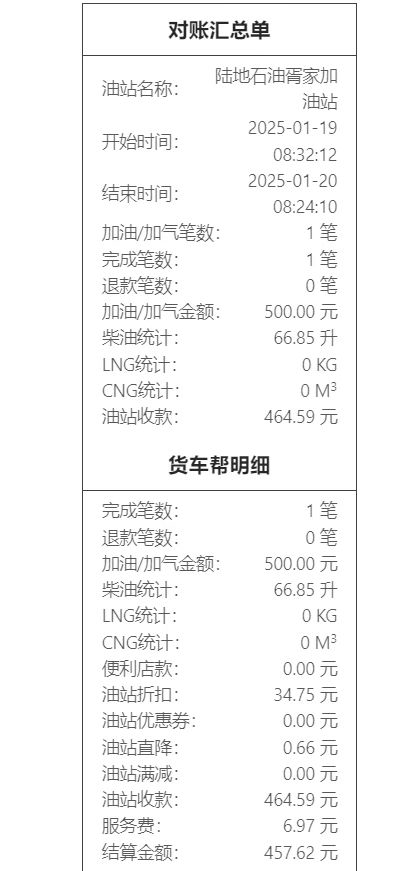 对账汇总单
油站名称： 陆地石油胥家加
油站
开始时间： 2025-01-19
08:32:12
结束时间： 2025-01-20
08:24:10
加油/加气笔数： 1 笔
完成笔数： 1 笔
退款笔数： 0 笔
加油/加气金额： 500.00 元
柴油统计： 66.85 升
LNG统计： 0 KG
CNG统计： 0 M³
油站收款： 464.59 元
货车帮明细
完成笔数： 1 笔
退款笔数： 0 笔
加油/加气金额： 500.00 元
柴油统计： 66.85 升
LNG统计： 0 KG
CNG统计： 0 M³
便利店款： 0.00 元
油站折扣： 34.75 元
油站优惠券： 0.00 元
油站直降： 0.66 元
油站满减： 0.00 元
油站收款： 464.59 元
服务费： 6.97 元
结算金额： 457.62 元